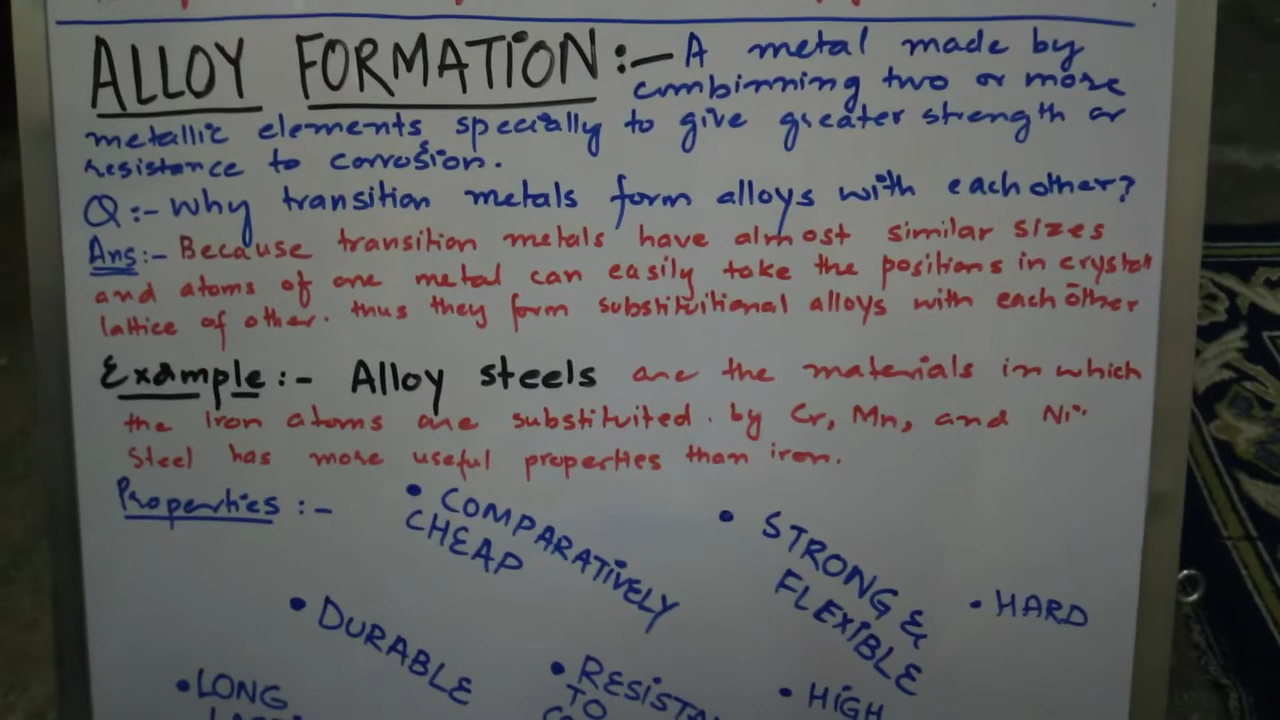 ALLOY FORMATION:- A metal made by
combinning two or more
metallic elements, specially to give greater strength or
resistance to corrosion.
Q:- Why transition metals form alloys with each other?
Ans:- Because transition metals have almost similar sizes
and atoms of one metal can easily take the positions in crystal
lattice of other. thus they form substituitional alloys with each other
Example:- Alloy steels are the materials in which
the iron atoms are substituited. by Cr, Mn, and Ni.
Steel has more useful properties than iron.
Properties:-
• COMPARATIVELY
CHEAP
• STRONG &
FLEXIBLE
• HARD
• DURABLE
• RESISTA
TO
• HIGH
• LONG